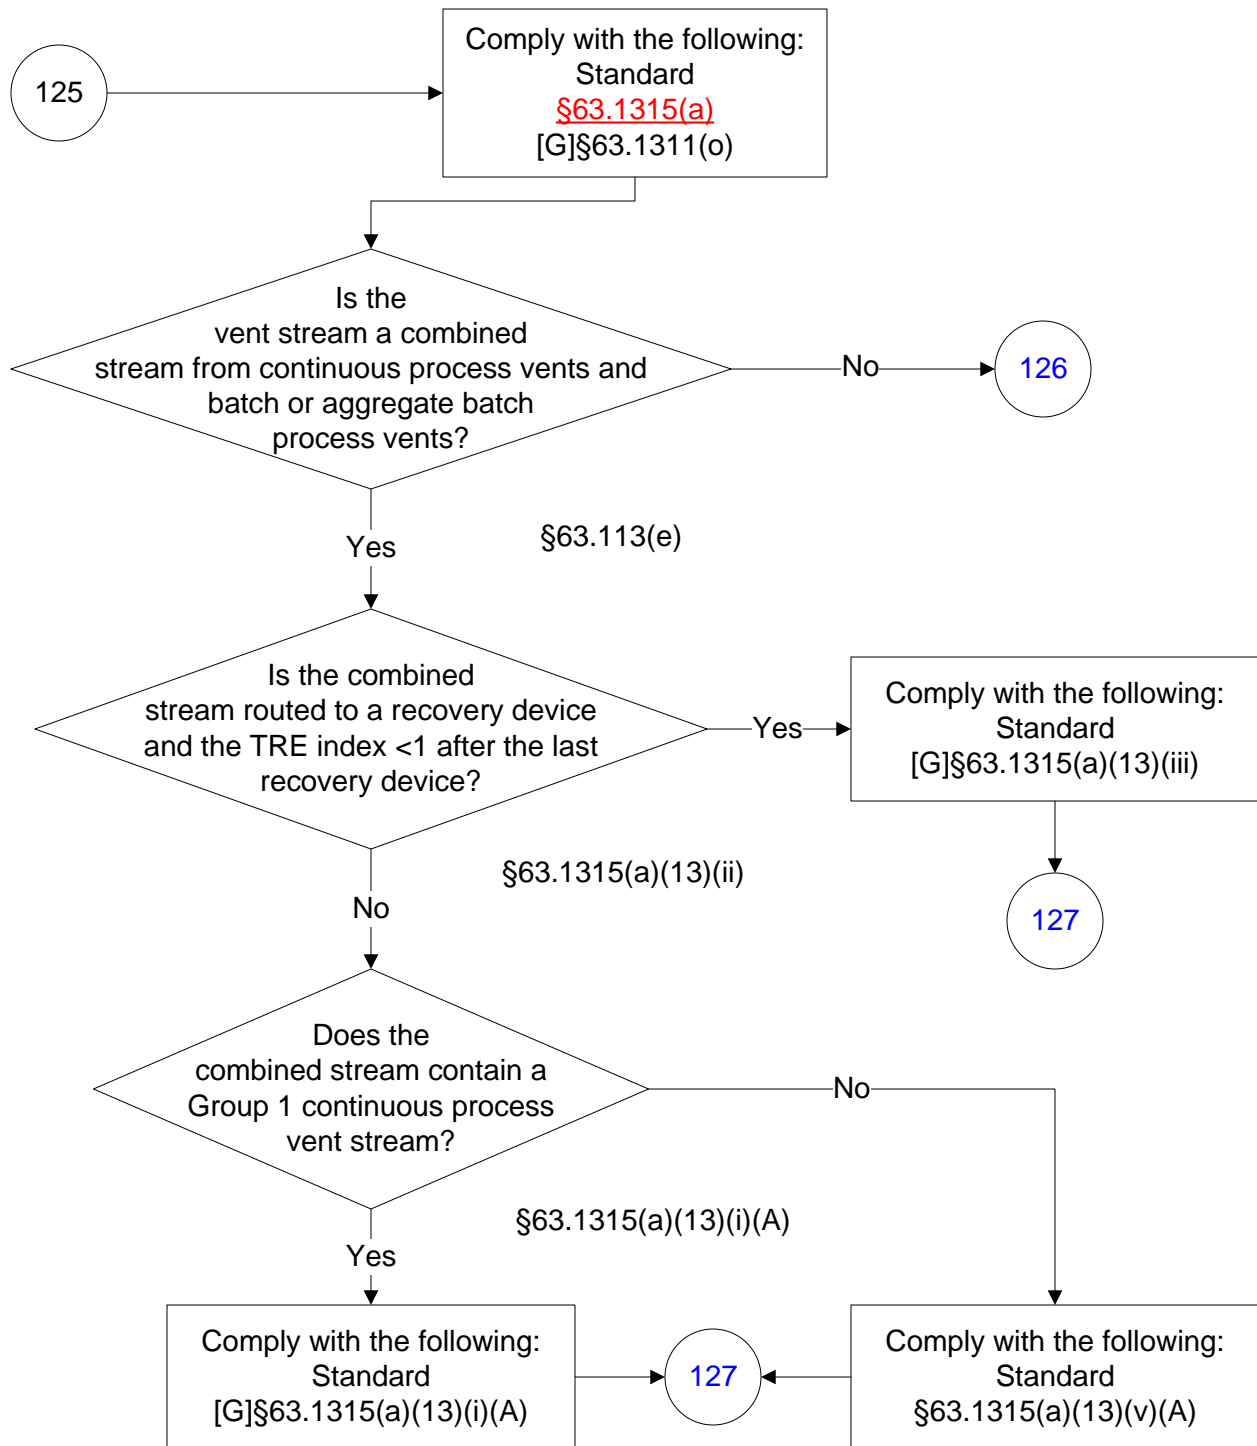 125
Comply with the following:
Standard
§63.1315(a)
[G]§63.1311(o)
Is the
vent stream a combined
stream from continuous process vents and
batch or aggregate batch
process vents?
No
126
Yes
§63.113(e)
Is the combined
stream routed to a recovery device
and the TRE index <1 after the last
recovery device?
Yes
Comply with the following:
Standard
[G]§63.1315(a)(13)(iii)
127
§63.1315(a)(13)(ii)
No
Does the
combined stream contain a
Group 1 continuous process
vent stream?
No
§63.1315(a)(13)(i)(A)
Yes
Comply with the following:
Standard
[G]§63.1315(a)(13)(i)(A)
127
Comply with the following:
Standard
§63.1315(a)(13)(v)(A)